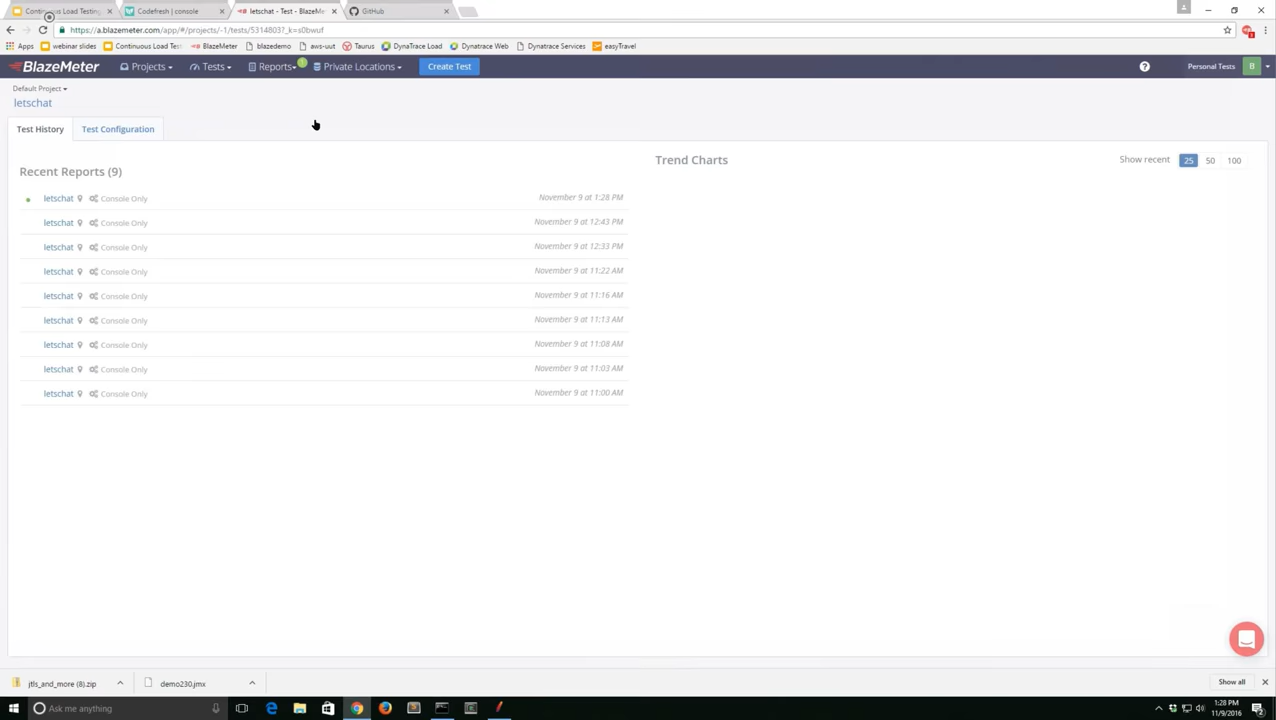 Continuous Load Testing
Codefresh | console
letschat - Test - BlazeMe
GitHub
https://a.blazemeter.com/app/#/projects/-1/tests/5314803?_k=s0bwuf
Apps
webinar slides
Continuous Load Test
BlazeMeter
blazedemo
aws-out
Taurus
DynaTrace Load
Dynatrace Web
Dynatrace Services
easyTravel
BlazeMeter
Projects
Tests
Reports
1
Private Locations
Create Test
Personal Tests
B
Default Project
letschat
Test History
Test Configuration
Recent Reports (9)
Trend Charts
Show recent
25
50
100
letschat Console Only November 9 at 1:28 PM
letschat Console Only November 9 at 12:43 PM
letschat Console Only November 9 at 12:33 PM
letschat Console Only November 9 at 11:22 AM
letschat Console Only November 9 at 11:16 AM
letschat Console Only November 9 at 11:13 AM
letschat Console Only November 9 at 11:08 AM
letschat Console Only November 9 at 11:03 AM
letschat Console Only November 9 at 11:00 AM
jtls_and_more (8).zip
demo230.jmx
Show all
Ask me anything
1:28 PM
11/9/2016